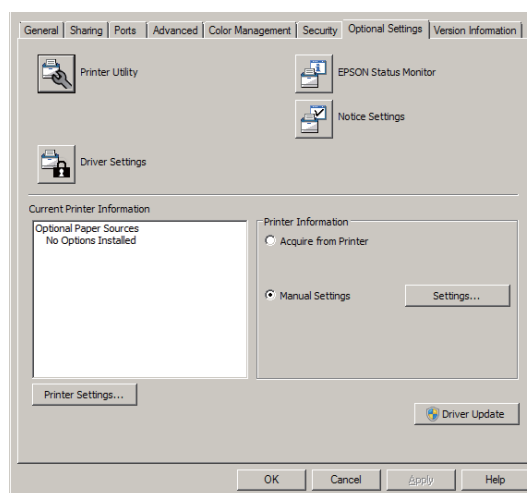 General Sharing Ports Advanced Color Management Security Optional Settings Version Information
Printer Utility
EPSON Status Monitor
Notice Settings
Driver Settings
Current Printer Information
Optional Paper Sources
No Options Installed
Printer Information
Acquire from Printer
Manual Settings
Settings...
Printer Settings...
Driver Update
OK Cancel Apply Help